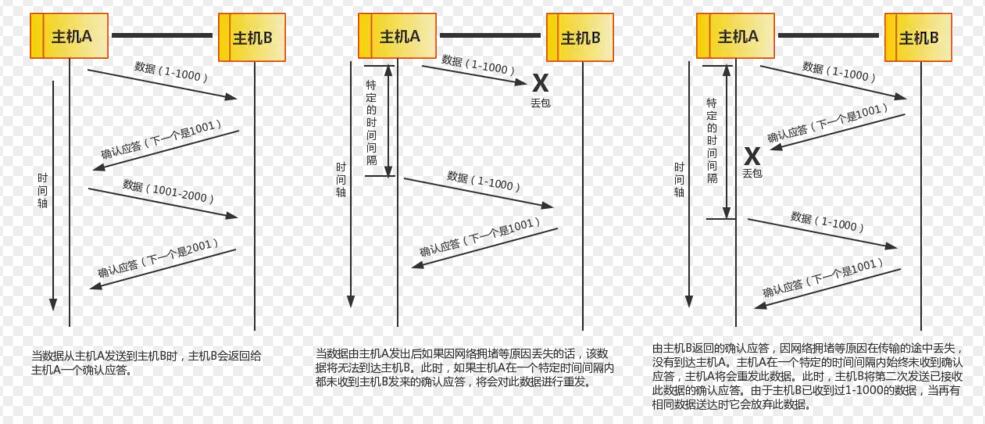 主机A
主机B
数据（1-1000）
确认应答（下一个是1001）
数据（1001-2000）
确认应答（下一个是2001）
时间轴
当数据从主机A发送到主机B时，主机B会返回给
主机A一个确认应答。
主机A
主机B
数据（1-1000）
X
丢包
特定的时间间隔
数据（1-1000）
确认应答（下一个是1001）
时间轴
当数据由主机A发出后如果因网络拥堵等原因丢失的话，该数
据将无法到达主机B。此时，如果主机A在一个特定时间间隔内
都未收到主机B发来的确认应答，将会对此数据进行重发。
主机A
主机B
数据（1-1000）
确认应答（下一个是1001）
X
丢包
特定的时间间隔
数据（1-1000）
确认应答（下一个是1001）
时间轴
由主机B返回的确认应答，因网络拥堵等原因在传输的途中丢失，
没有到达主机A。主机A在一个特定的时间间隔内始终未收到确认
应答，主机A将会重发此数据。此时，主机B将第二次发送已接收
此数据的确认应答。由于主机B已收到过1-1000的数据，当再有
相同数据送达时它会放弃此数据。